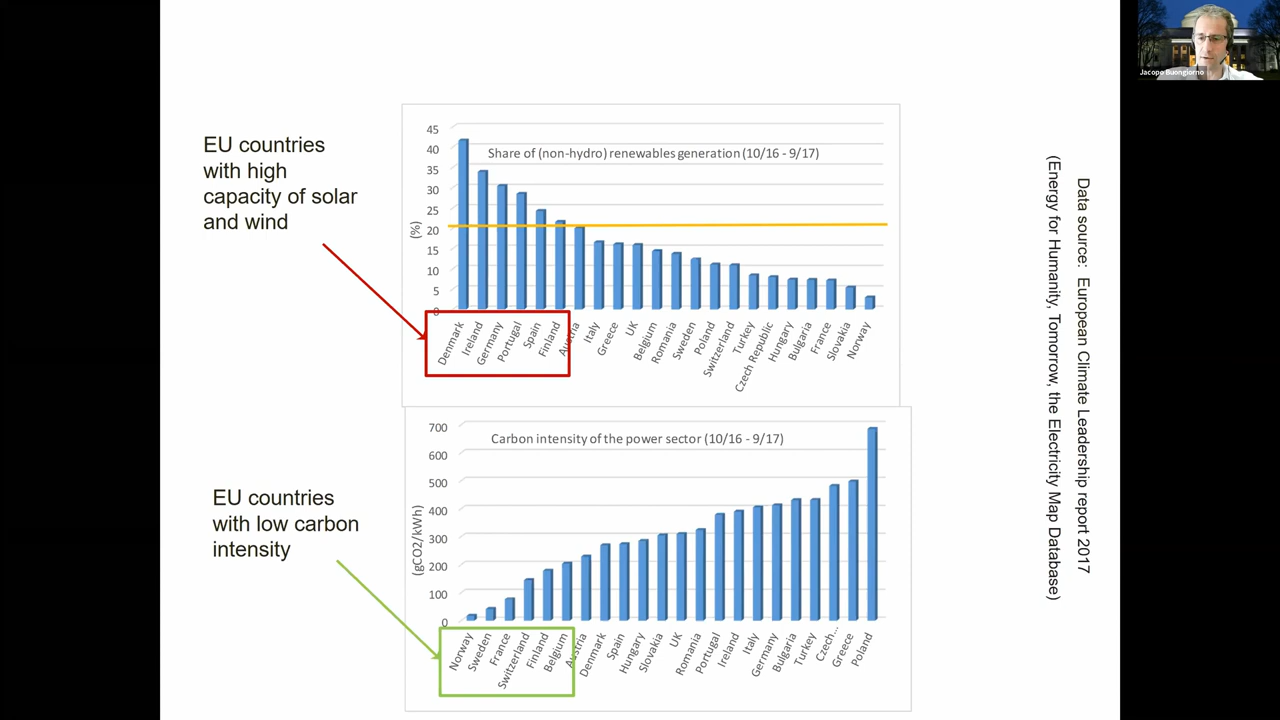 Jacopo Buongiorno
EU countries
with high
capacity of solar
and wind
Share of (non-hydro) renewables generation (10/16 - 9/17)
(%)
45
40
35
30
25
20
15
10
5
0
Denmark
Ireland
Germany
Portugal
Spain
Finland
Austria
Italy
Greece
UK
Belgium
Romania
Sweden
Poland
Switzerland
Turkey
Czech Republic
Hungary
Bulgaria
France
Slovakia
Norway
EU countries
with low carbon
intensity
Carbon intensity of the power sector (10/16 - 9/17)
(gCO2/kWh)
700
600
500
400
300
200
100
0
Norway
Sweden
France
Switzerland
Finland
Belgium
Austria
Denmark
Spain
Hungary
Slovakia
UK
Romania
Portugal
Ireland
Italy
Germany
Bulgaria
Turkey
Czech...
Greece
Poland
Data source: European Climate Leadership report 2017
(Energy for Humanity, Tomorrow, the Electricity Map Database)